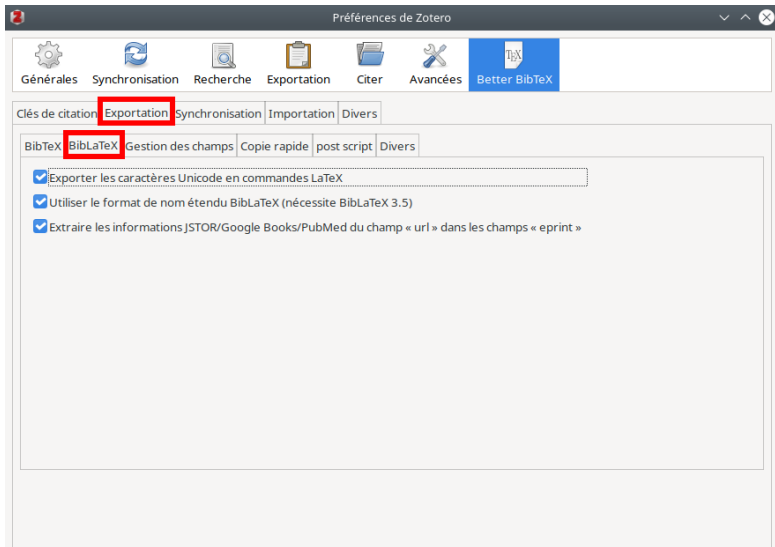 Préférences de Zotero
TEX
Générales Synchronisation Recherche Exportation Citer Avancées Better BibTeX
Clés de citation Exportation Synchronisation Importation Divers
BibTeX BibLaTeX Gestion des champs Copie rapide post script Divers
Exporter les caractères Unicode en commandes LaTeX
Utiliser le format de nom étendu BibLaTeX (nécessite BibLaTeX 3.5)
Extraire les informations JSTOR/Google Books/PubMed du champ « url » dans les champs « eprint »